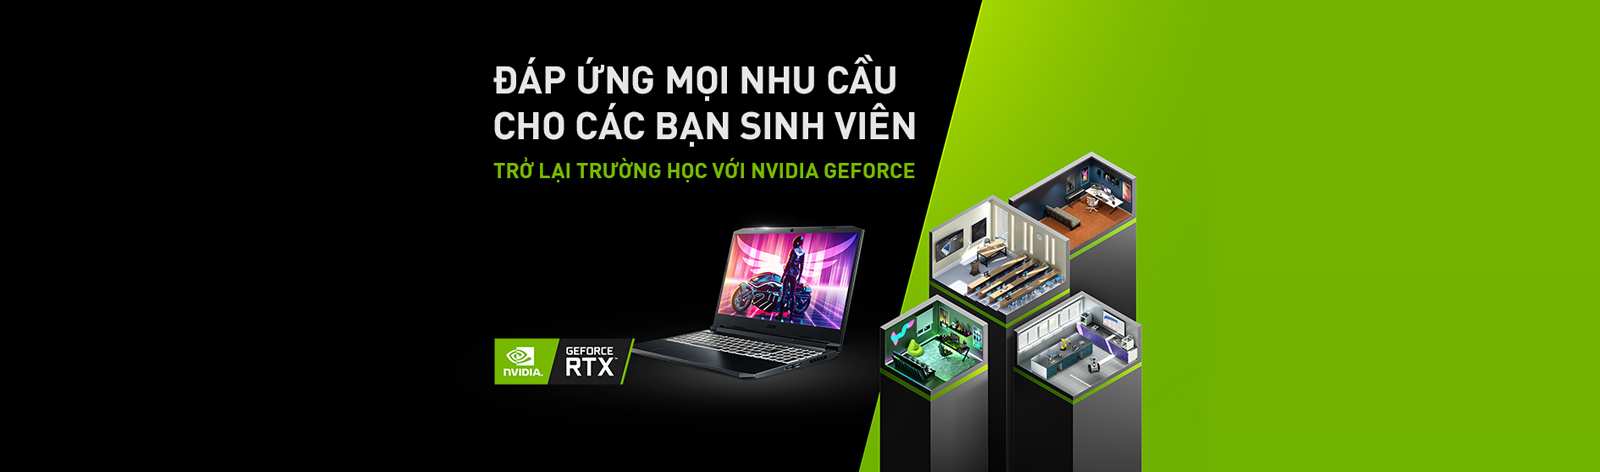 ĐÁP ỨNG MỌI NHU CẦU
CHO CÁC BẠN SINH VIÊN
TRỞ LẠI TRƯỜNG HỌC VỚI NVIDIA GEFORCE
NVIDIA.
GEFORCE
RTX™